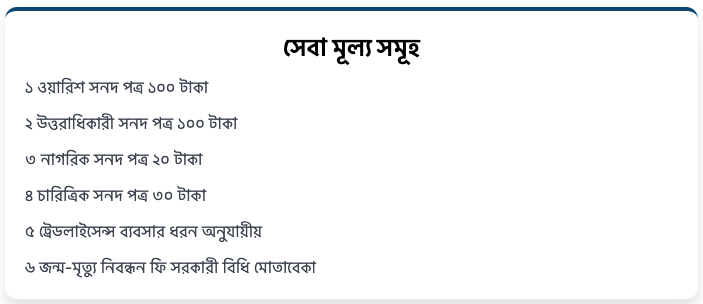 সেবা মূল্য সমূহ
১ ওয়ারিশ সনদ পত্র ১০০ টাকা
২ উত্তরাধিকারী সনদ পত্র ১০০ টাকা
৩ নাগরিক সনদ পত্র ২০ টাকা
৪ চারিত্রিক সনদ পত্র ৩০ টাকা
৫ ট্রেডলাইসেন্স ব্যবসার ধরন অনুযায়ীয়
৬ জন্ম-মৃত্যু নিবন্ধন ফি সরকারী বিধি মোতাবেকা